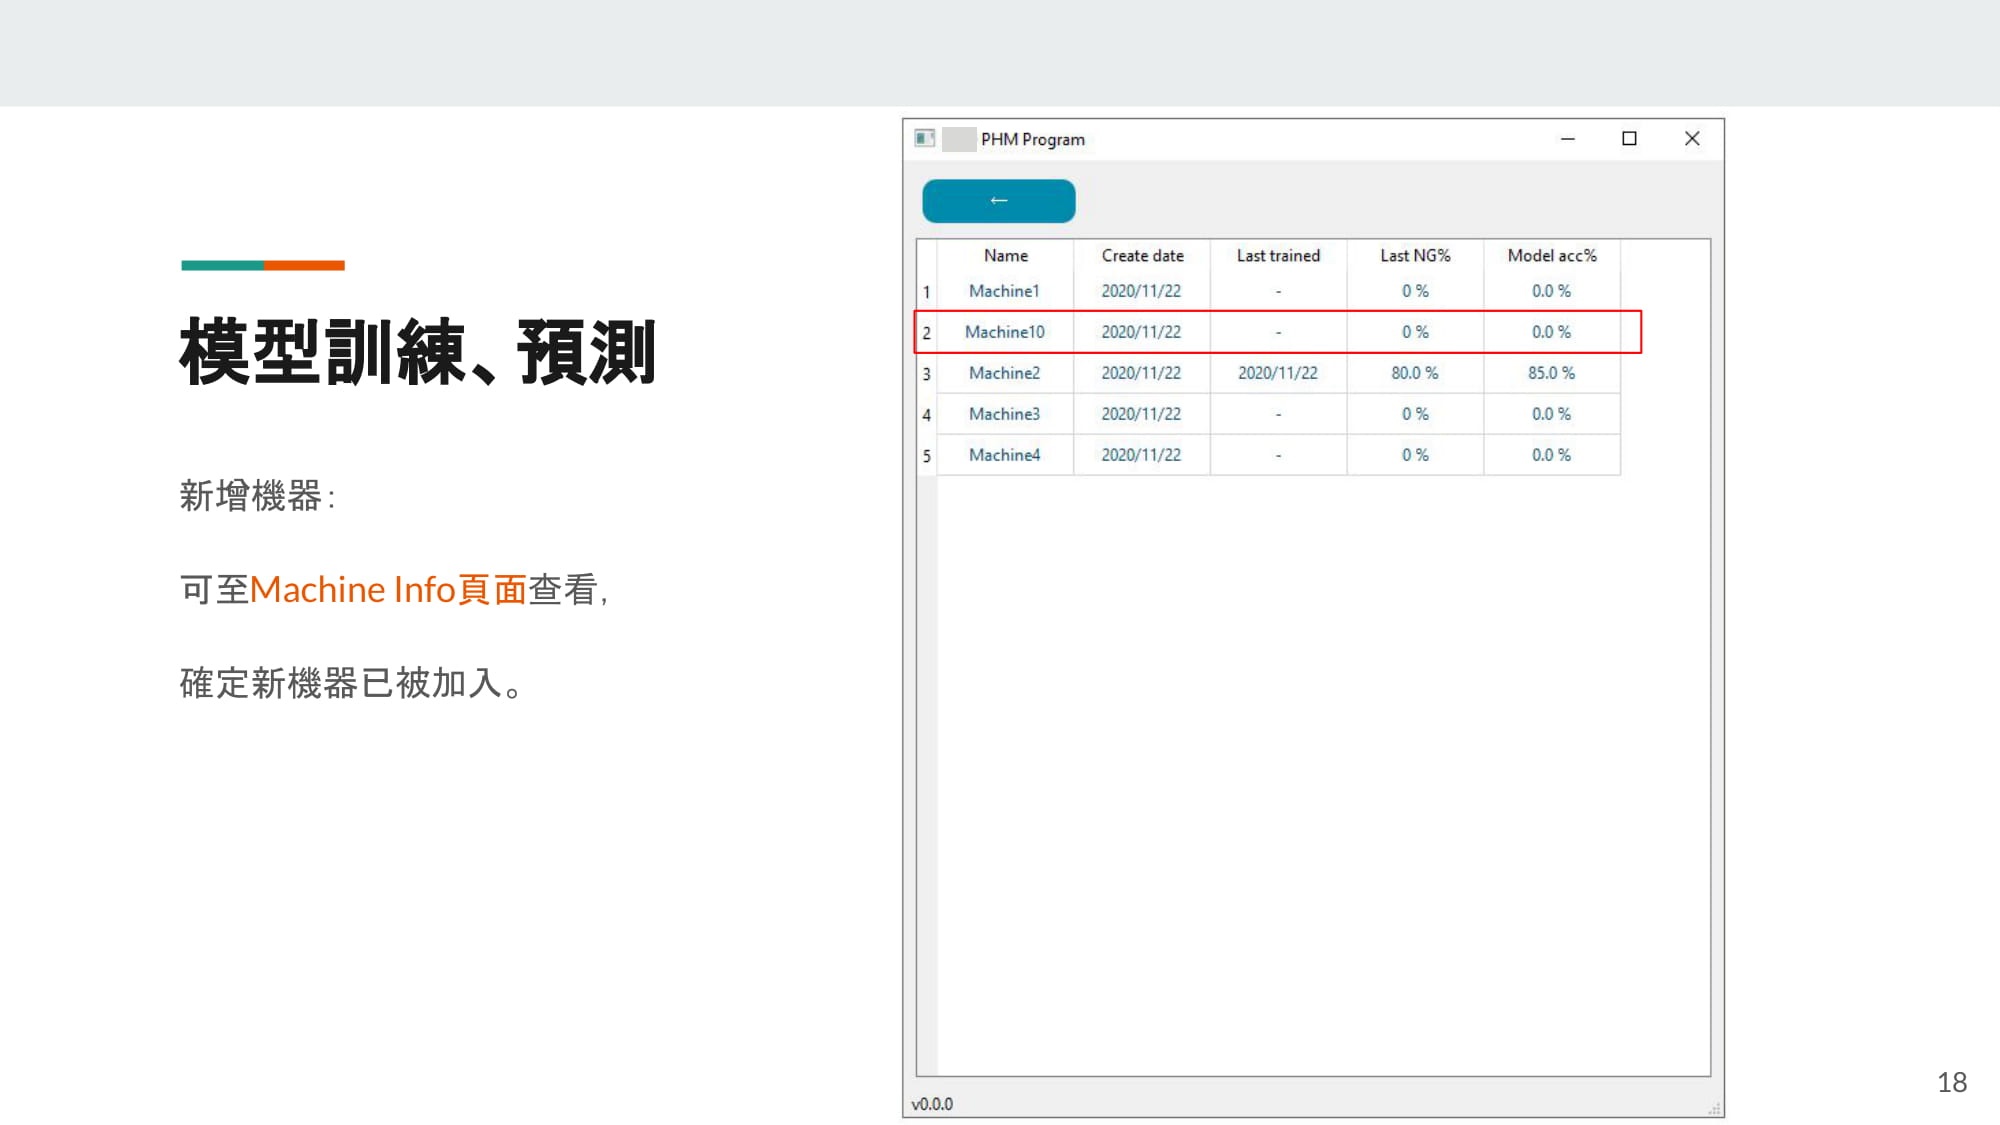 模型訓練、預測
新增機器：
可至Machine Info頁面查看，
確定新機器已被加入。
PHM Program
←
Name Create date Last trained Last NG% Model acc%
1 Machine1 2020/11/22 - 0 % 0.0 %
2 Machine10 2020/11/22 - 0 % 0.0 %
3 Machine2 2020/11/22 2020/11/22 80.0 % 85.0 %
4 Machine3 2020/11/22 - 0 % 0.0 %
5 Machine4 2020/11/22 - 0 % 0.0 %
v0.0.0
18